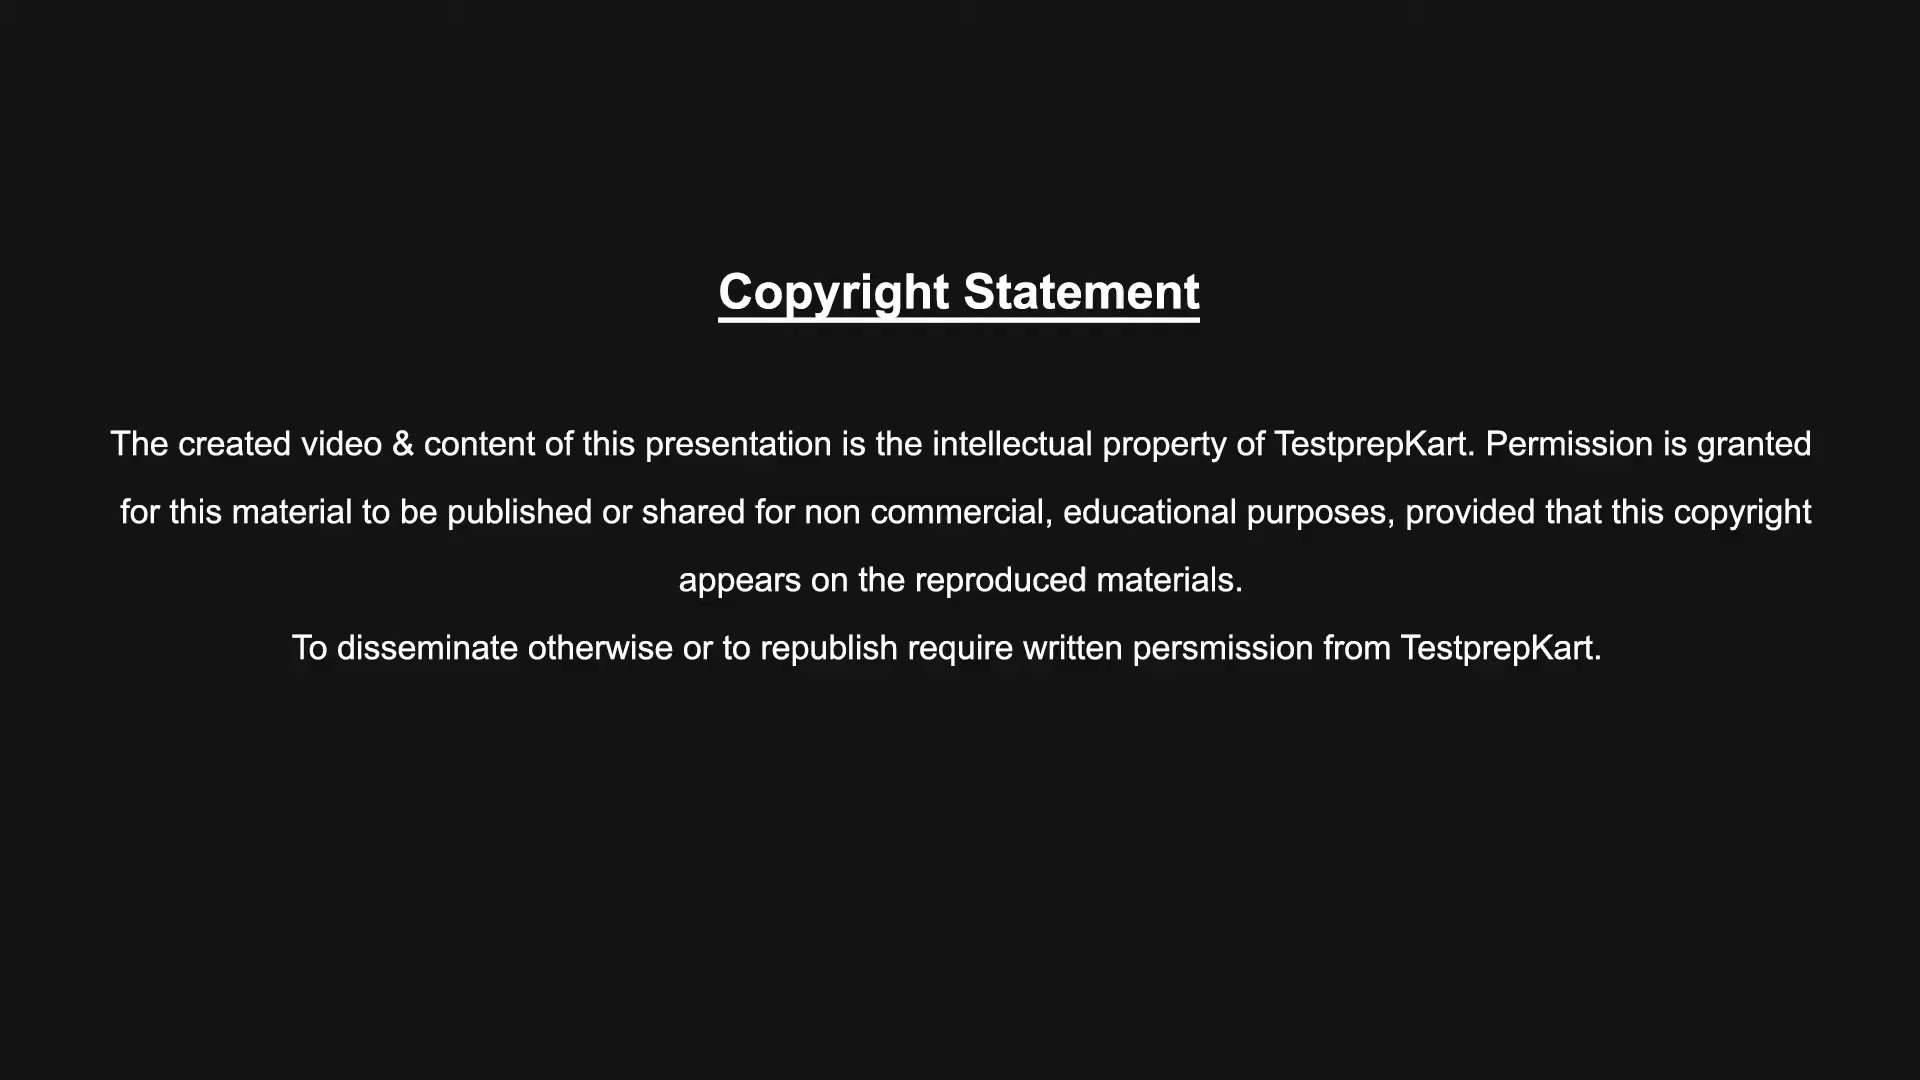 Copyright Statement
The created video & content of this presentation is the intellectual property of TestprepKart. Permission is granted
for this material to be published or shared for non commercial, educational purposes, provided that this copyright
appears on the reproduced materials.
To disseminate otherwise or to republish require written persmission from TestprepKart.